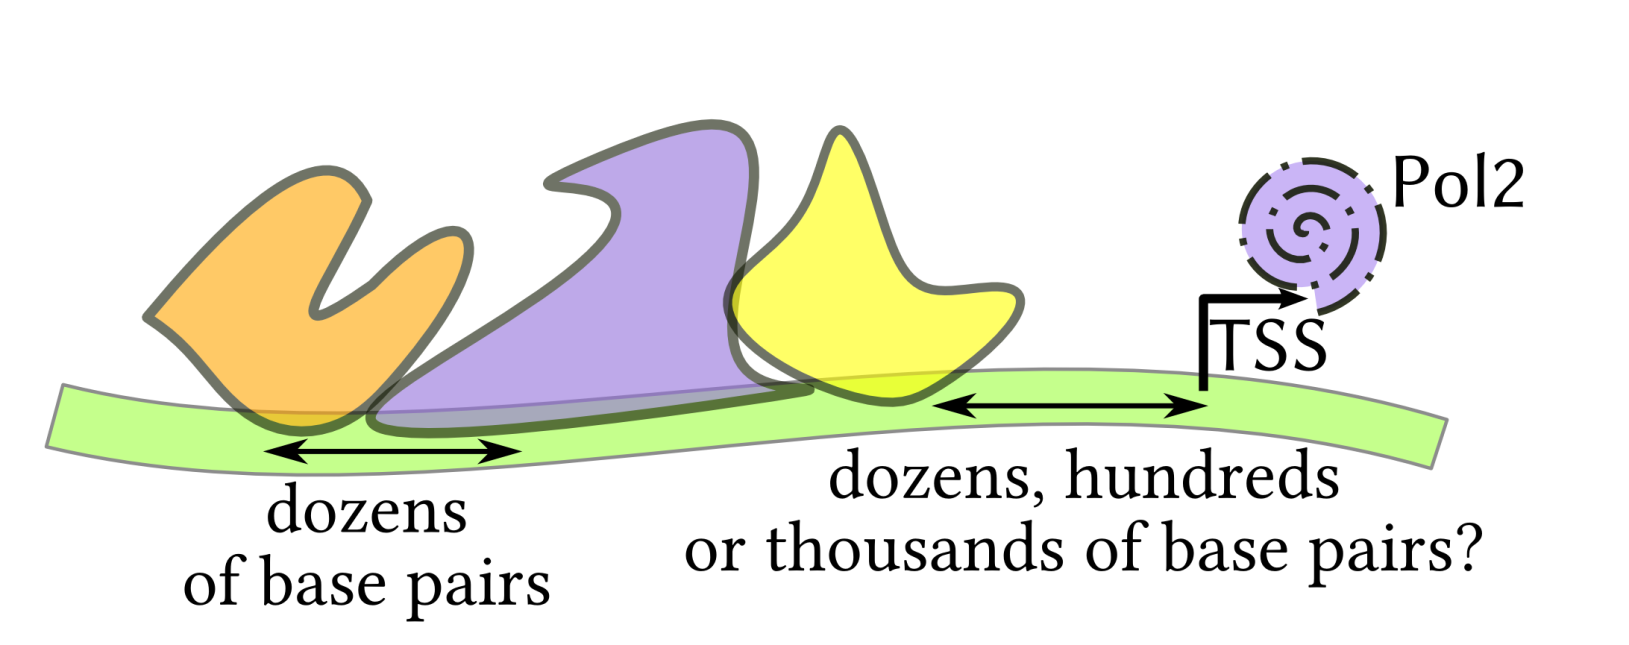 Pol2
TSS
dozens
of base pairs
dozens, hundreds
or thousands of base pairs?